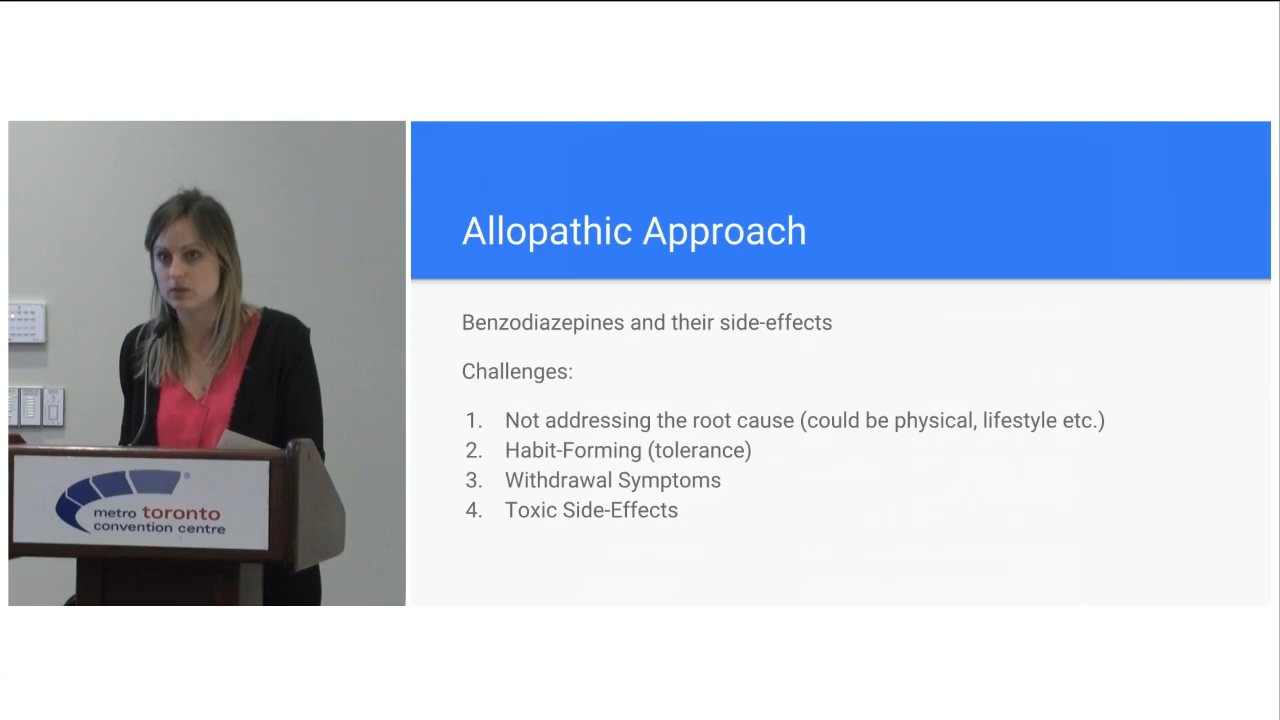 Allopathic Approach
Benzodiazepines and their side-effects
Challenges:
1. Not addressing the root cause (could be physical, lifestyle etc.)
2. Habit-Forming (tolerance)
3. Withdrawal Symptoms
4. Toxic Side-Effects
metro toronto
convention centre